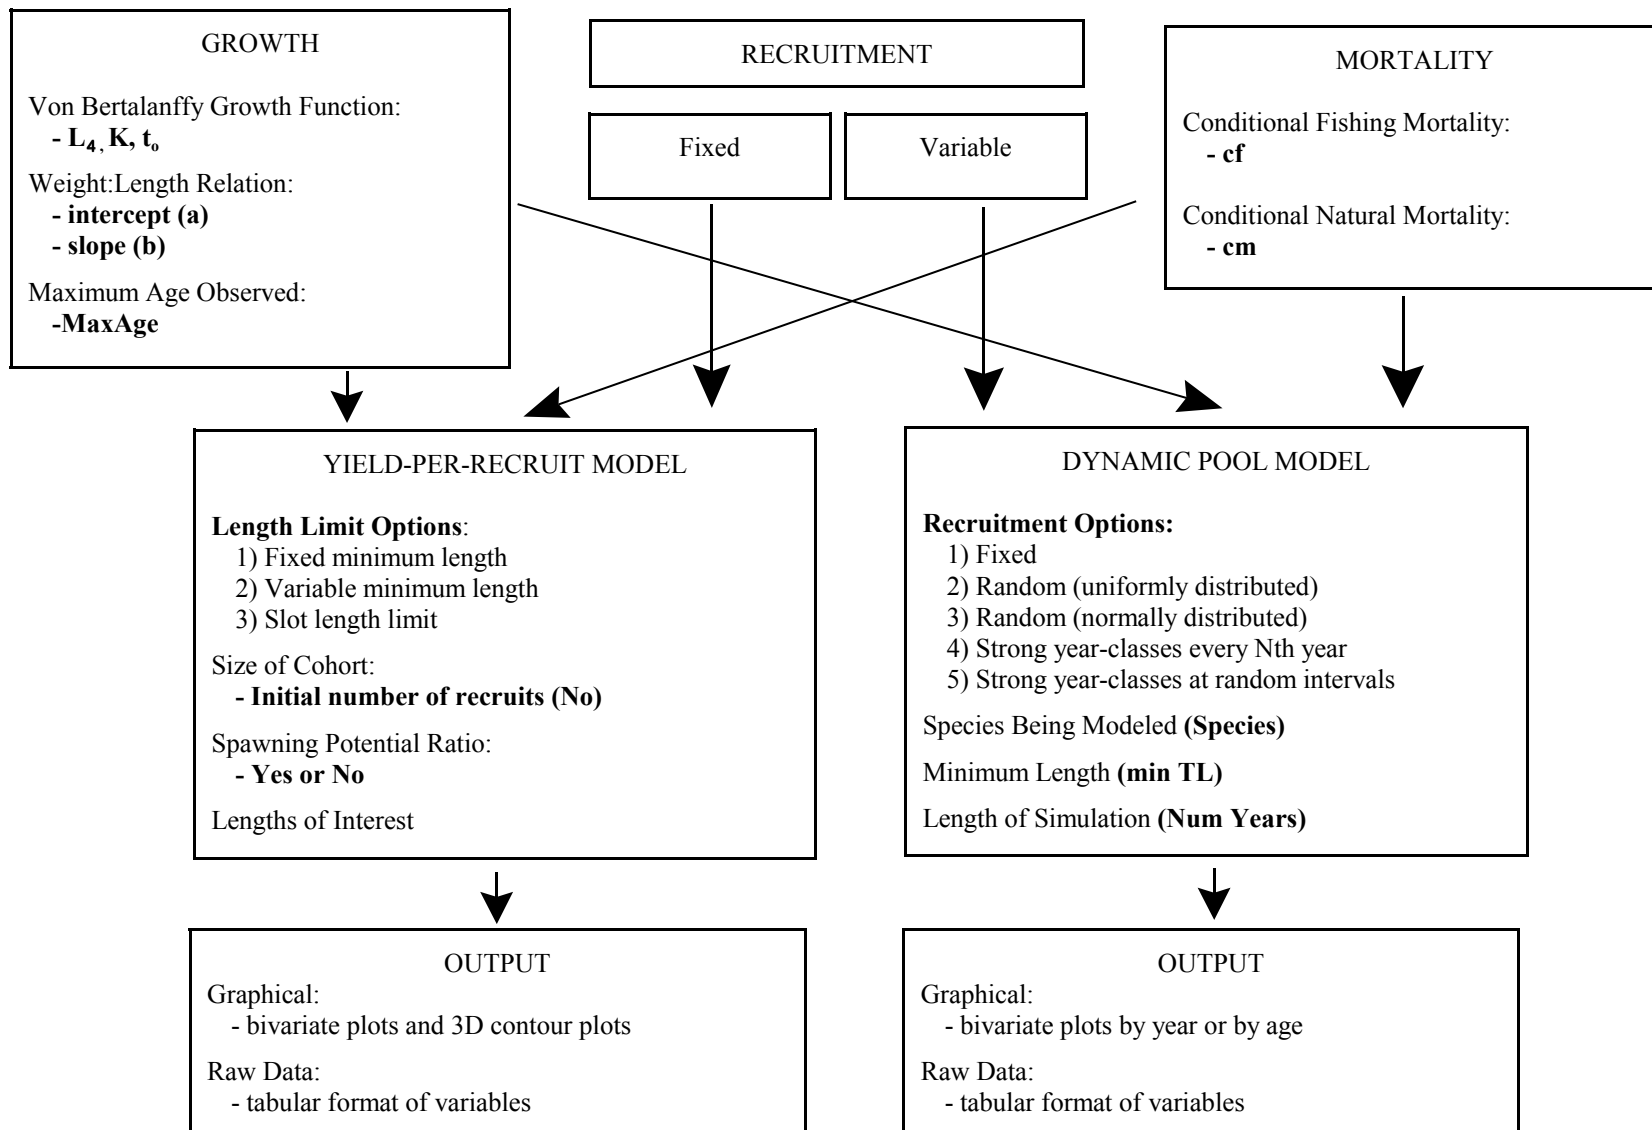 GROWTH
Von Bertalanffy Growth Function:
- L₄, K, tₒ
Weight:Length Relation:
- intercept (a)
- slope (b)
Maximum Age Observed:
-MaxAge
RECRUITMENT
Fixed
Variable
MORTALITY
Conditional Fishing Mortality:
- cf
Conditional Natural Mortality:
- cm
YIELD-PER-RECRUIT MODEL
Length Limit Options:
1) Fixed minimum length
2) Variable minimum length
3) Slot length limit
Size of Cohort:
- Initial number of recruits (No)
Spawning Potential Ratio:
- Yes or No
Lengths of Interest
DYNAMIC POOL MODEL
Recruitment Options:
1) Fixed
2) Random (uniformly distributed)
3) Random (normally distributed)
4) Strong year-classes every Nth year
5) Strong year-classes at random intervals
Species Being Modeled (Species)
Minimum Length (min TL)
Length of Simulation (Num Years)
OUTPUT
Graphical:
- bivariate plots and 3D contour plots
Raw Data:
- tabular format of variables
OUTPUT
Graphical:
- bivariate plots by year or by age
Raw Data:
- tabular format of variables